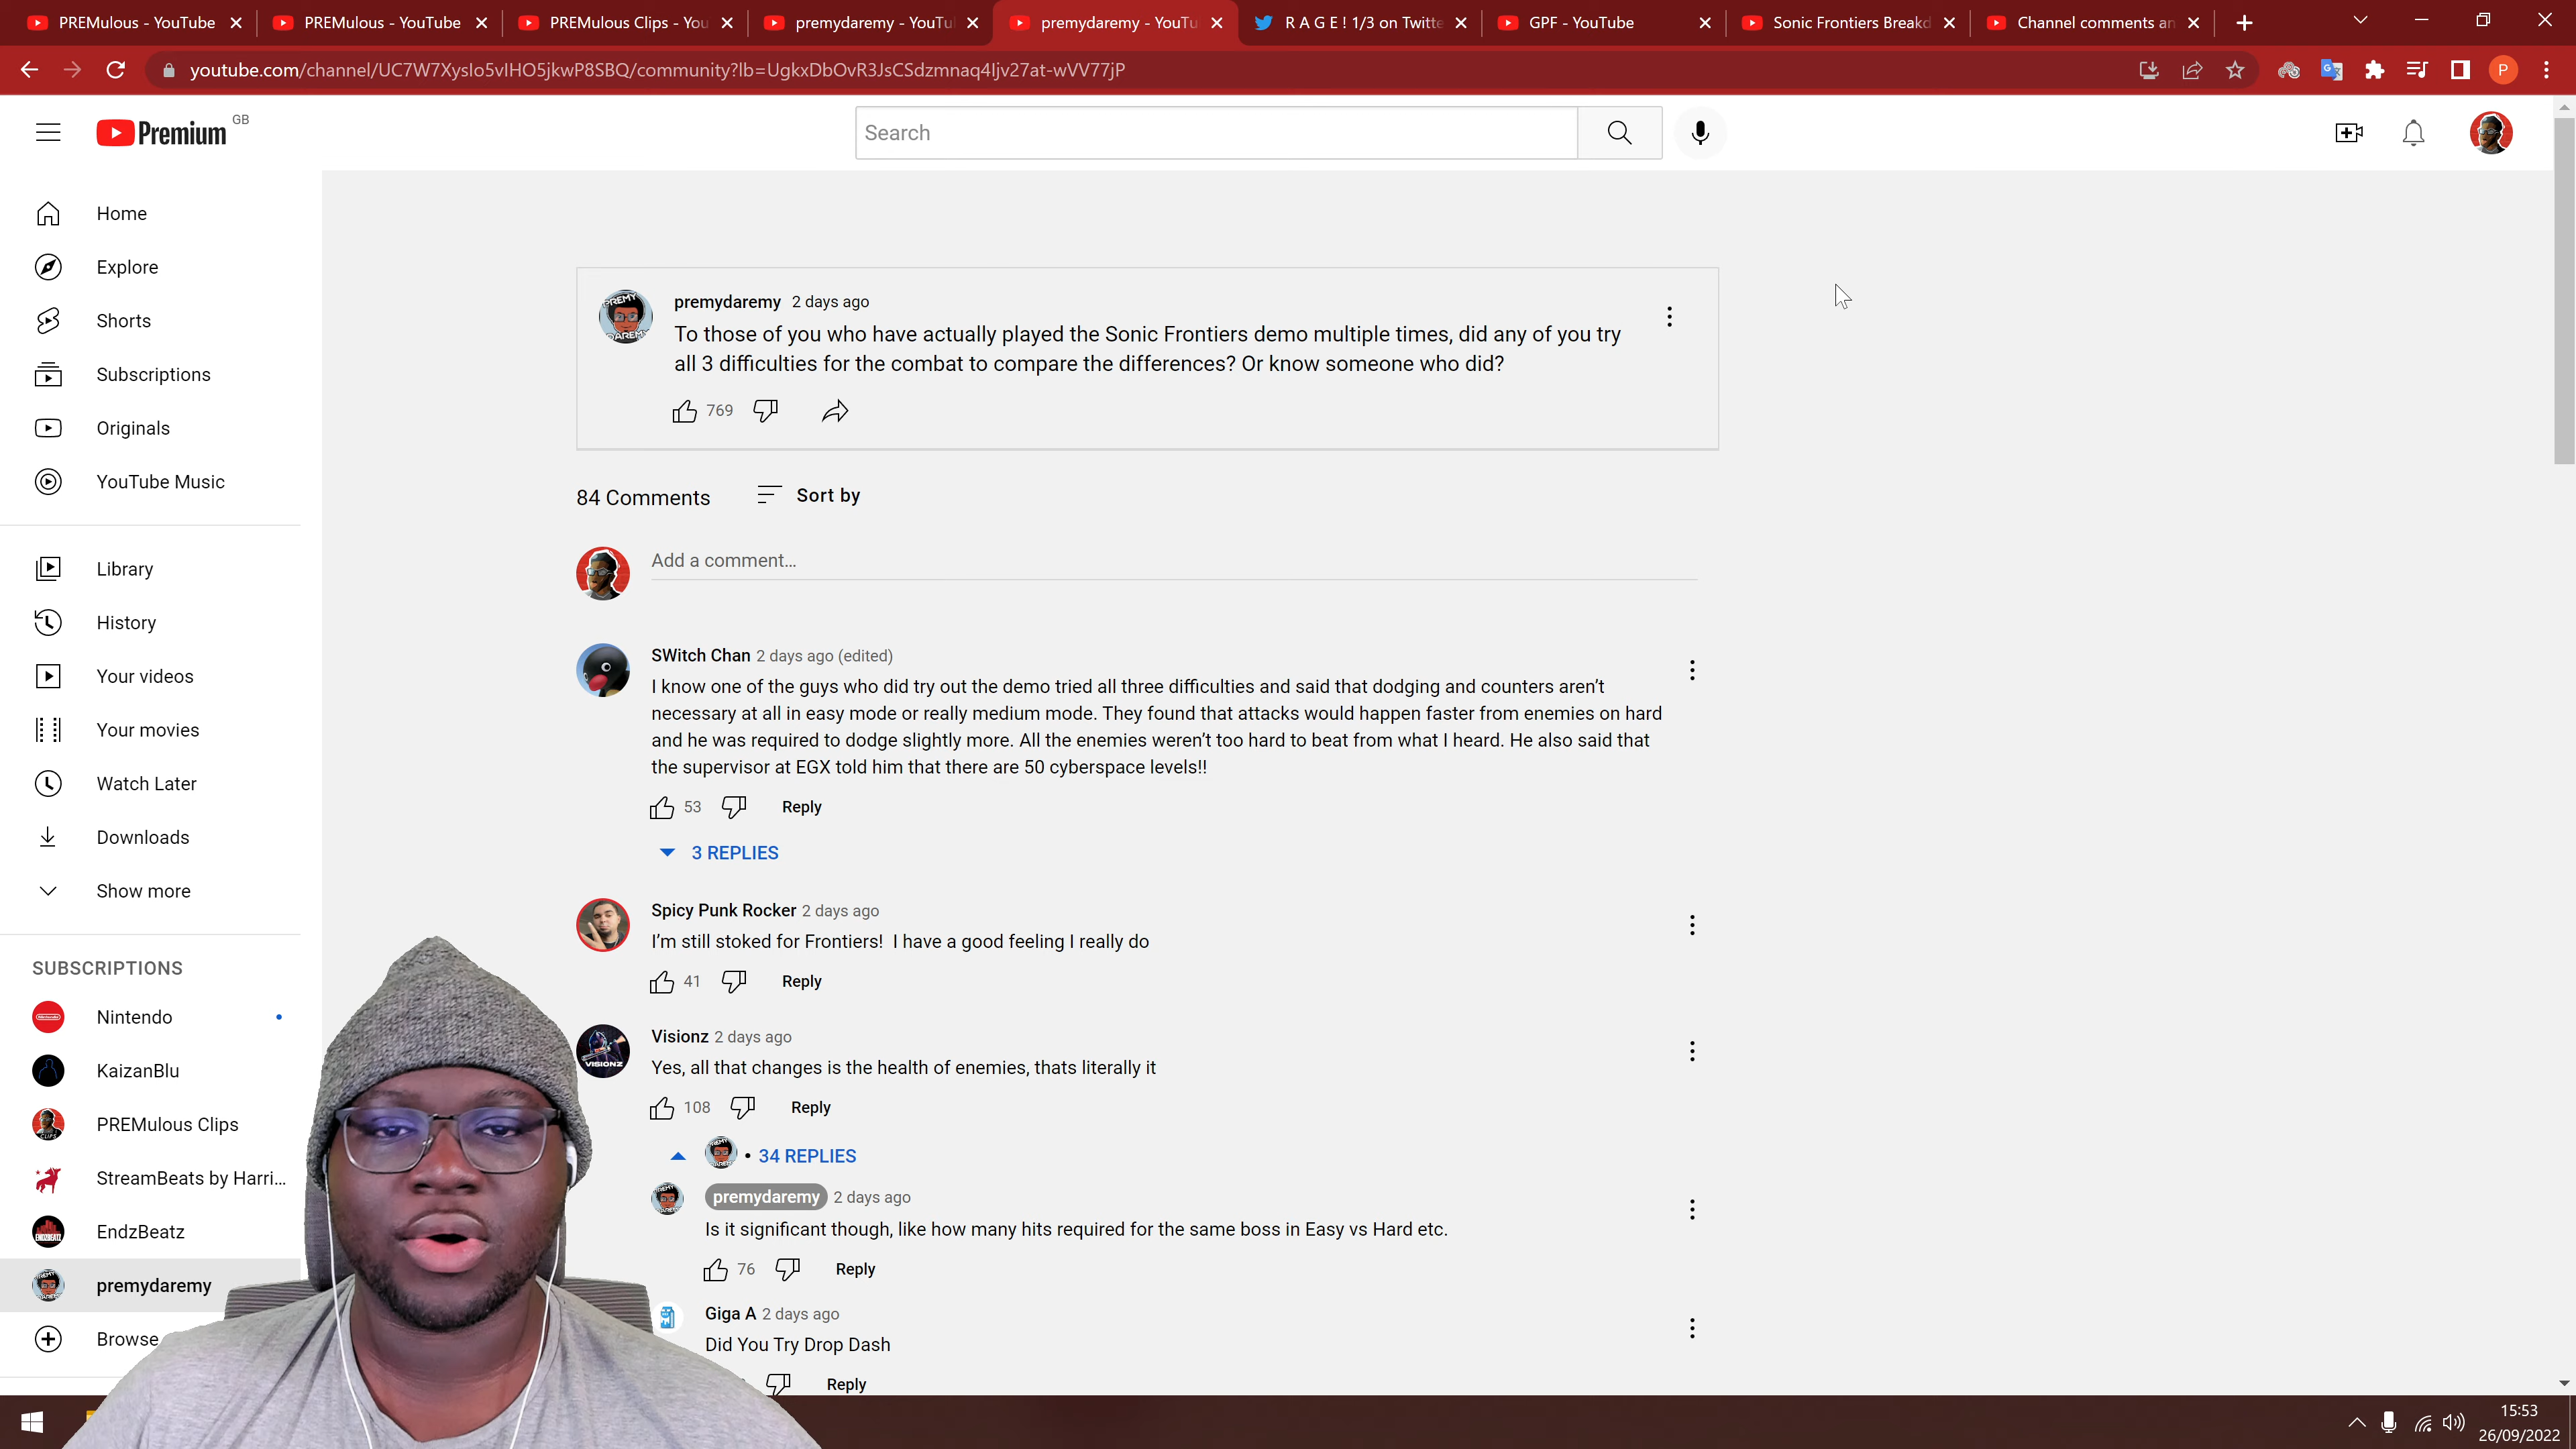 PREMulous - YouTube
PREMulous - YouTube
PREMulous Clips - You
premydaremy - YouTu
premydaremy - YouTu
R A G E ! 1/3 on Twitte
GPF - YouTube
Sonic Frontiers Breakd
Channel comments an
youtube.com/channel/UC7W7XysIo5vIHO5jkwP8SBQ/community?lb=UgkxDbOvR3JsCSdzmnaq4Ijv27at-wVV77jP
P
Premium GB
Search
Home
Explore
Shorts
Subscriptions
Originals
YouTube Music
Library
History
Your videos
Your movies
Watch Later
Downloads
Show more
SUBSCRIPTIONS
Nintendo
KaizanBlu
PREMulous Clips
StreamBeats by Harri...
EndzBeatz
premydaremy
Browse
premydaremy 2 days ago
To those of you who have actually played the Sonic Frontiers demo multiple times, did any of you try
all 3 difficulties for the combat to compare the differences? Or know someone who did?
769
84 Comments Sort by
Add a comment...
SWitch Chan 2 days ago (edited)
I know one of the guys who did try out the demo tried all three difficulties and said that dodging and counters aren't
necessary at all in easy mode or really medium mode. They found that attacks would happen faster from enemies on hard
and he was required to dodge slightly more. All the enemies weren't too hard to beat from what I heard. He also said that
the supervisor at EGX told him that there are 50 cyberspace levels!!
53 Reply
3 REPLIES
Spicy Punk Rocker 2 days ago
I'm still stoked for Frontiers! I have a good feeling I really do
41 Reply
VISIONZ
Visionz 2 days ago
Yes, all that changes is the health of enemies, thats literally it
108 Reply
• 34 REPLIES
premydaremy 2 days ago
Is it significant though, like how many hits required for the same boss in Easy vs Hard etc.
76 Reply
Giga A 2 days ago
Did You Try Drop Dash
Reply
15:53
26/09/2022